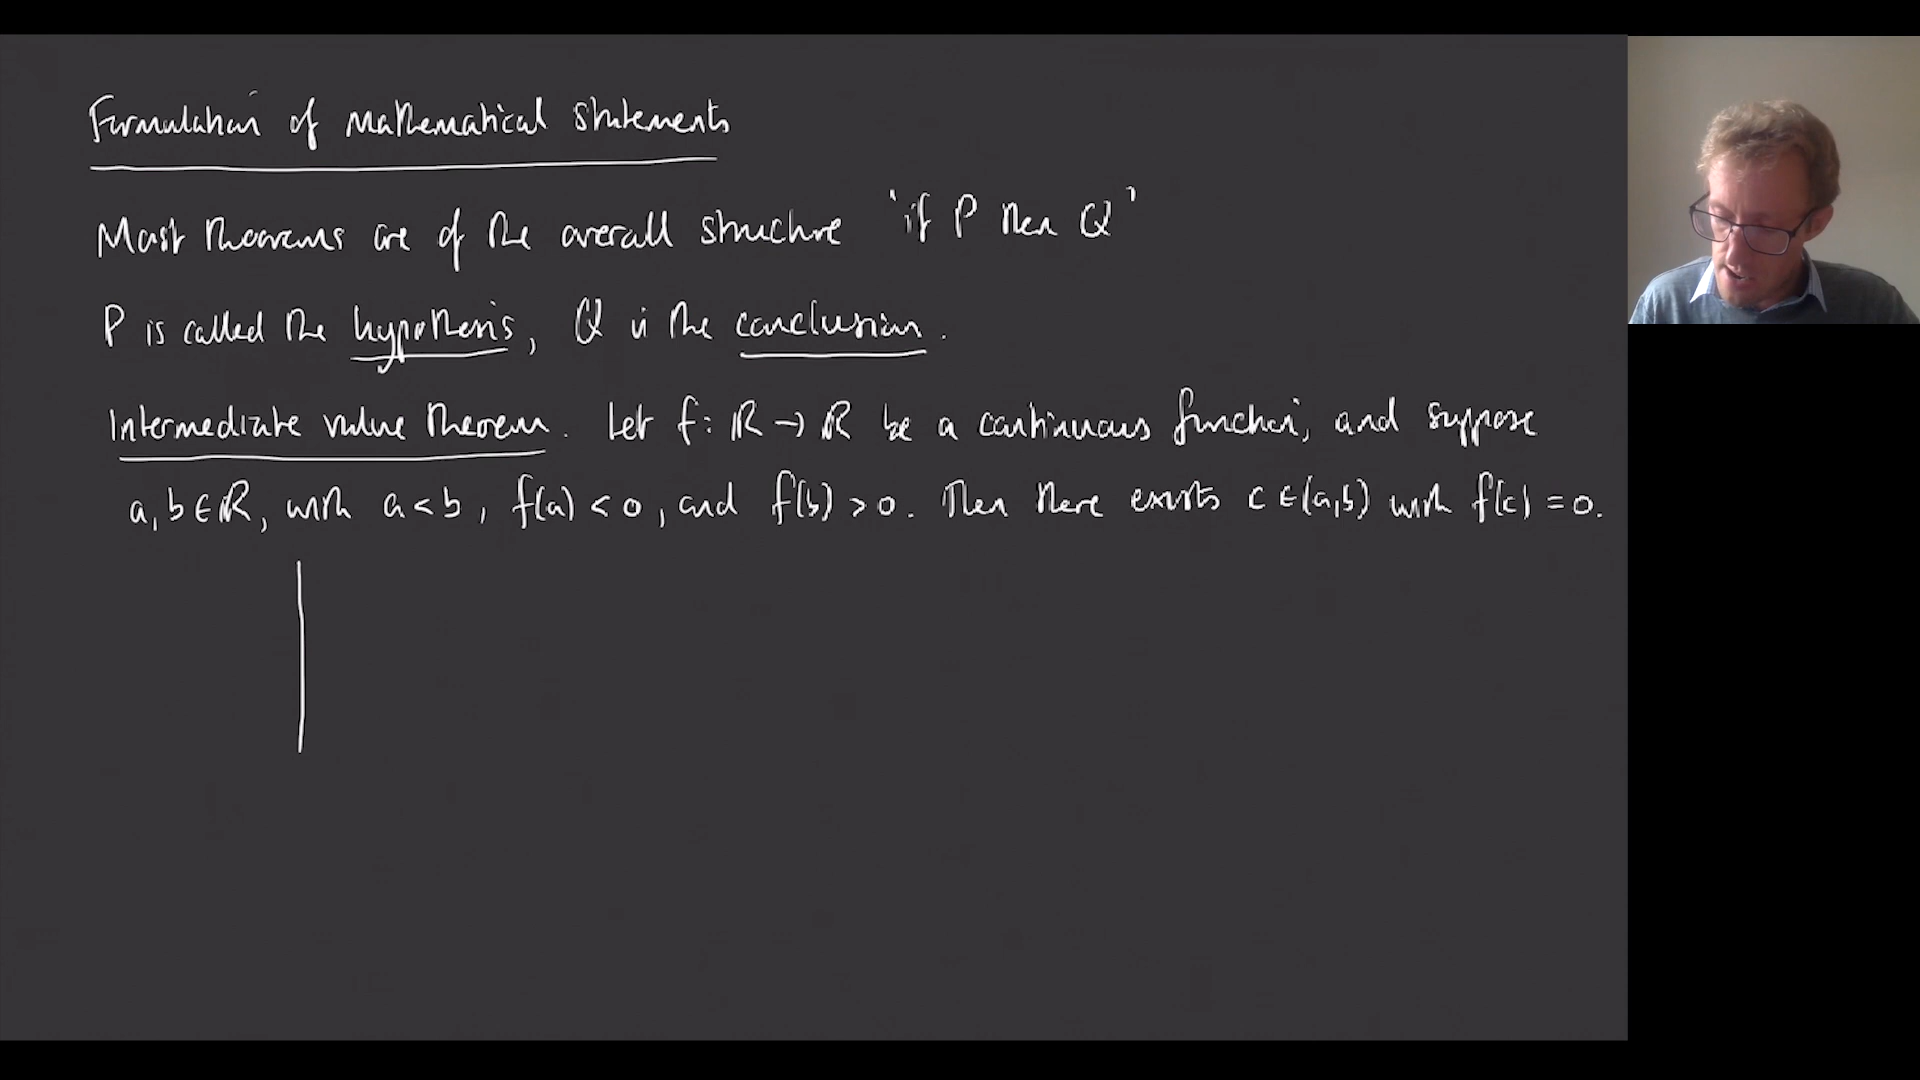 Formulation of mathematical statements
Most theorems are of the overall structure 'if P then Q'
P is called the hypothesis, Q is the conclusion.
Intermediate value theorem. Let f: ℝ → ℝ be a continuous function, and suppose
a, b ∈ ℝ, with a < b, f(a) < 0, and f(b) > 0. Then there exists c ∈ (a,b) with f(c) = 0.